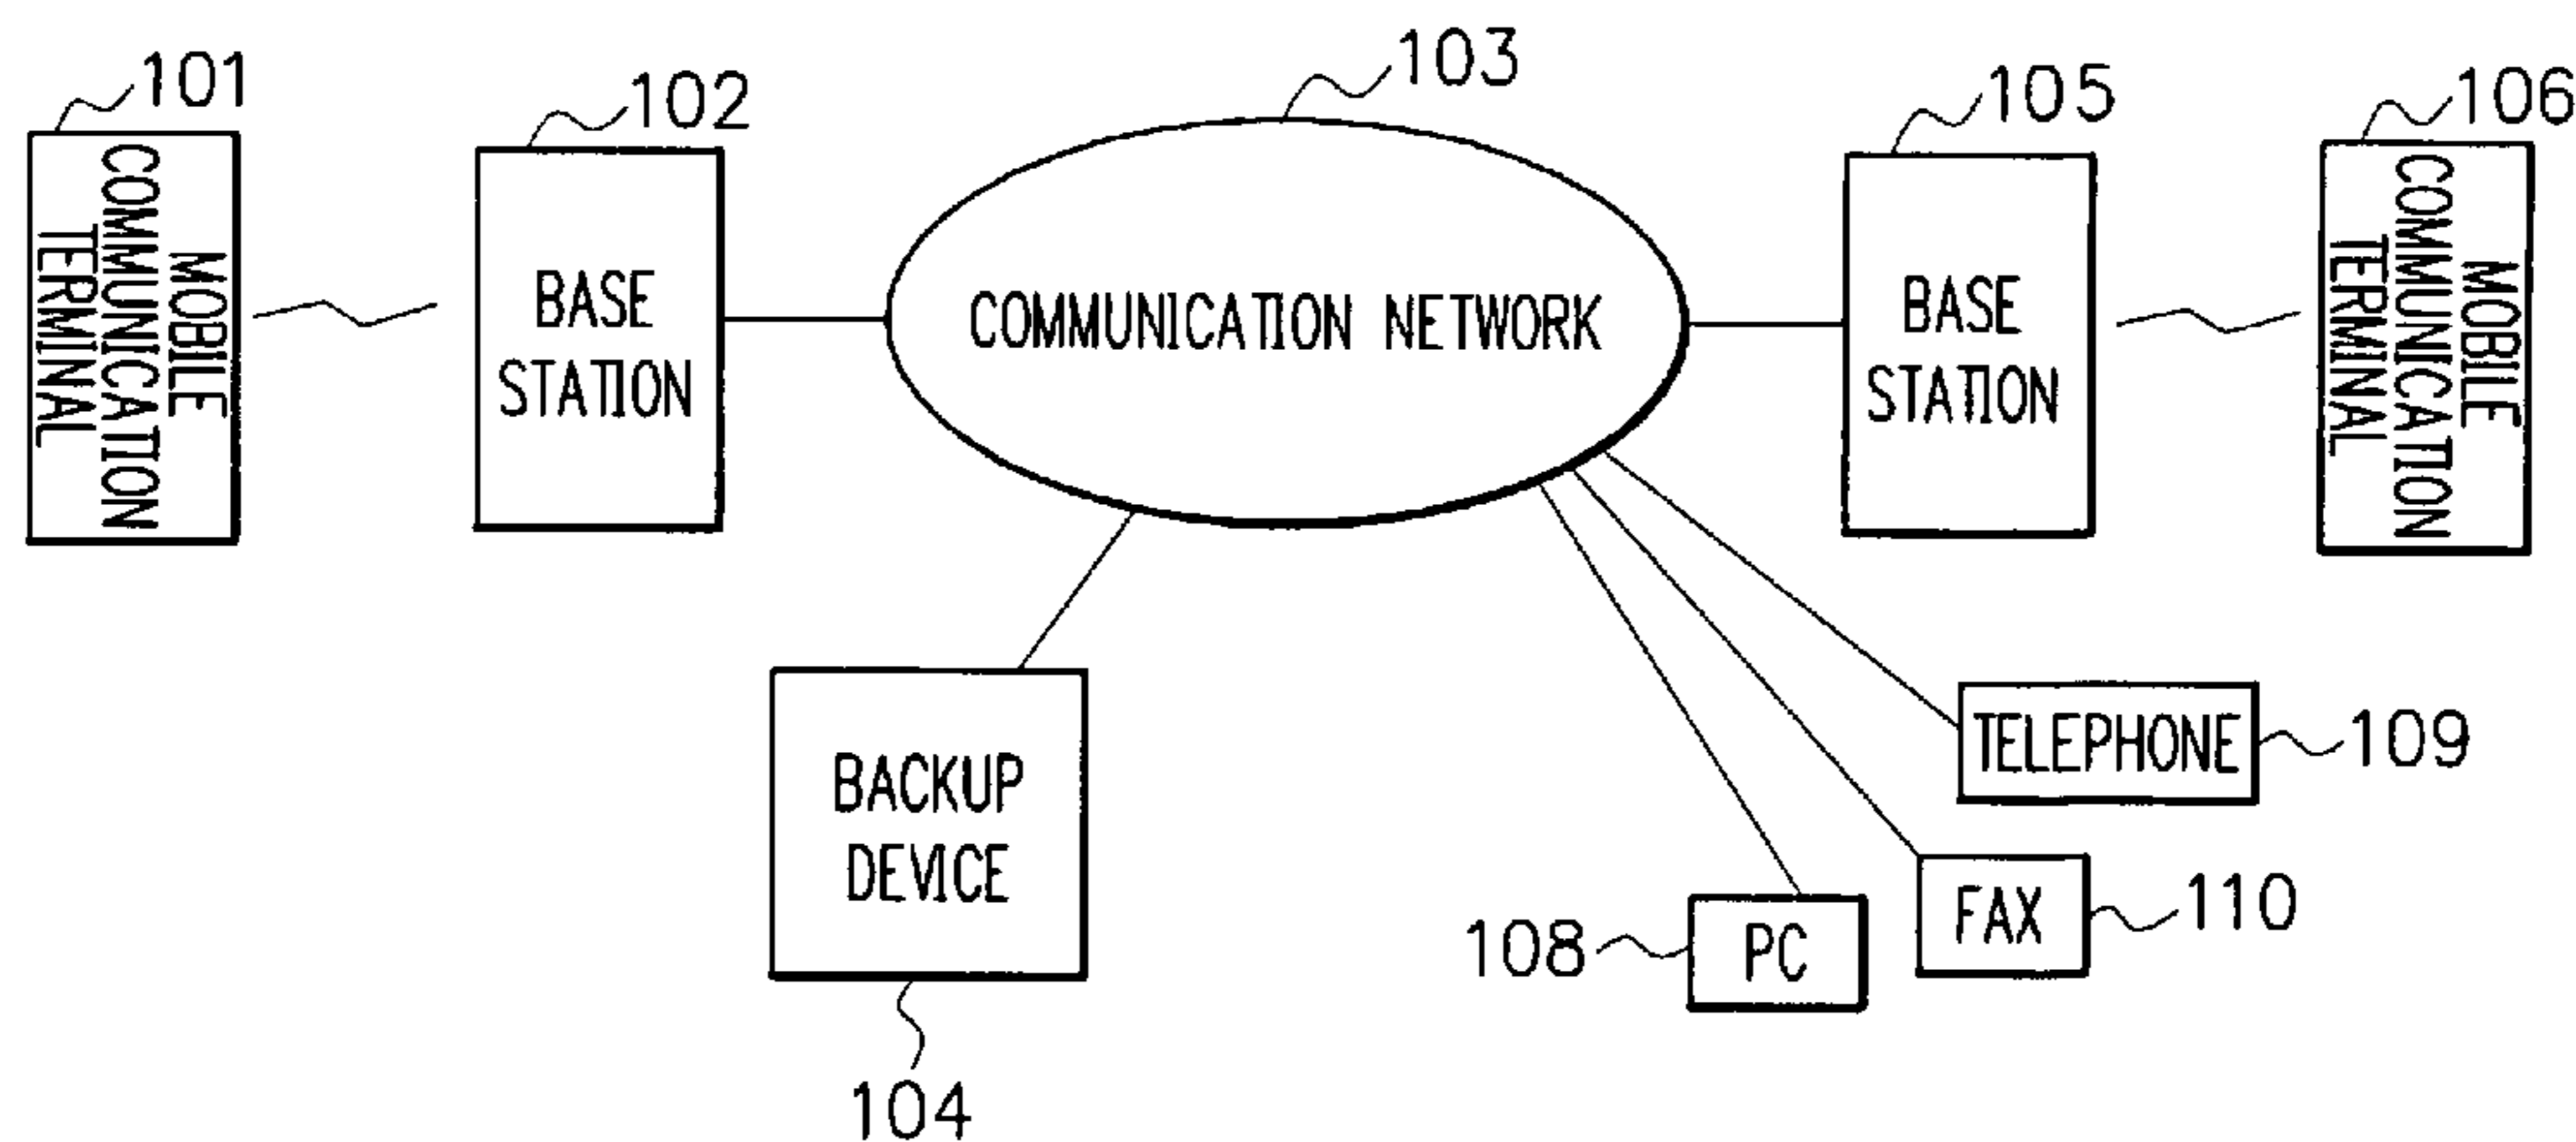 101
102
103
105
106
MOBILE
COMMUNICATION
TERMINAL
BASE
STATION
COMMUNICATION NETWORK
BASE
STATION
MOBILE
COMMUNICATION
TERMINAL
BACKUP
DEVICE
104
TELEPHONE
109
FAX
110
108
PC